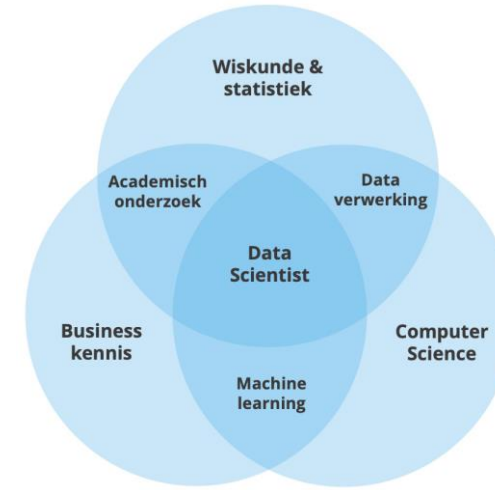 Wiskunde &
statistiek
Academisch
onderzoek
Data
verwerking
Data
Scientist
Business
kennis
Computer
Science
Machine
learning